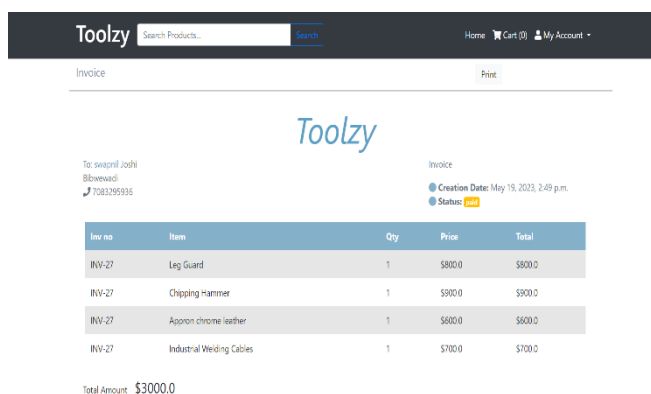 Toolzy Search Products... Search Home Cart (0) My Account
Invoice Print
Toolzy
To: swapnil Joshi Invoice
Bibwewadi
7083295936 Creation Date: May 19, 2023, 2:49 p.m.
Status: paid
Inv no Item Qty Price Total
INV-27 Leg Guard 1 $800.0 $800.0
INV-27 Chipping Hammer 1 $900.0 $900.0
INV-27 Appron chrome leather 1 $600.0 $600.0
INV-27 Industrial Welding Cables 1 $700.0 $700.0
Total Amount $3000.0